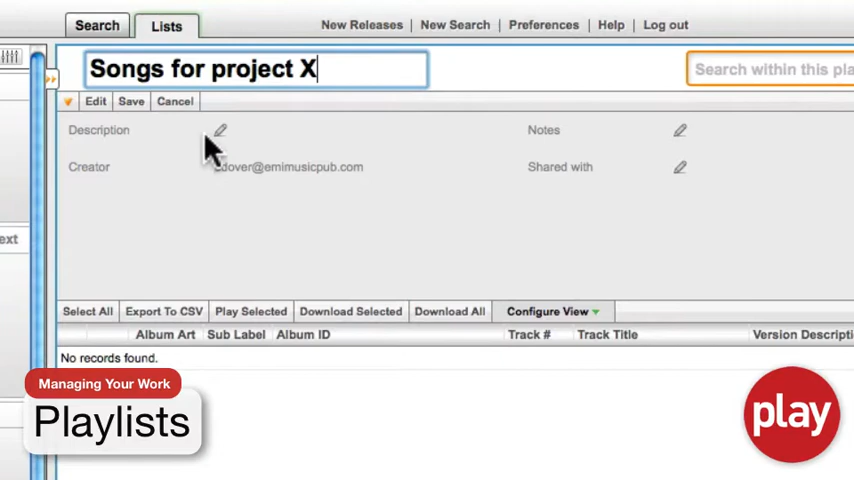 Search Lists New Releases New Search Preferences Help Log out
Songs for project X
Search within this pla
Edit Save Cancel
Description Notes
Creator dover@emimusicpub.com Shared with
ext
Select All Export To CSV Play Selected Download Selected Download All Configure View
Album Art Sub Label Album ID Track # Track Title Version Descripti
No records found.
Managing Your Work
Playlists
play